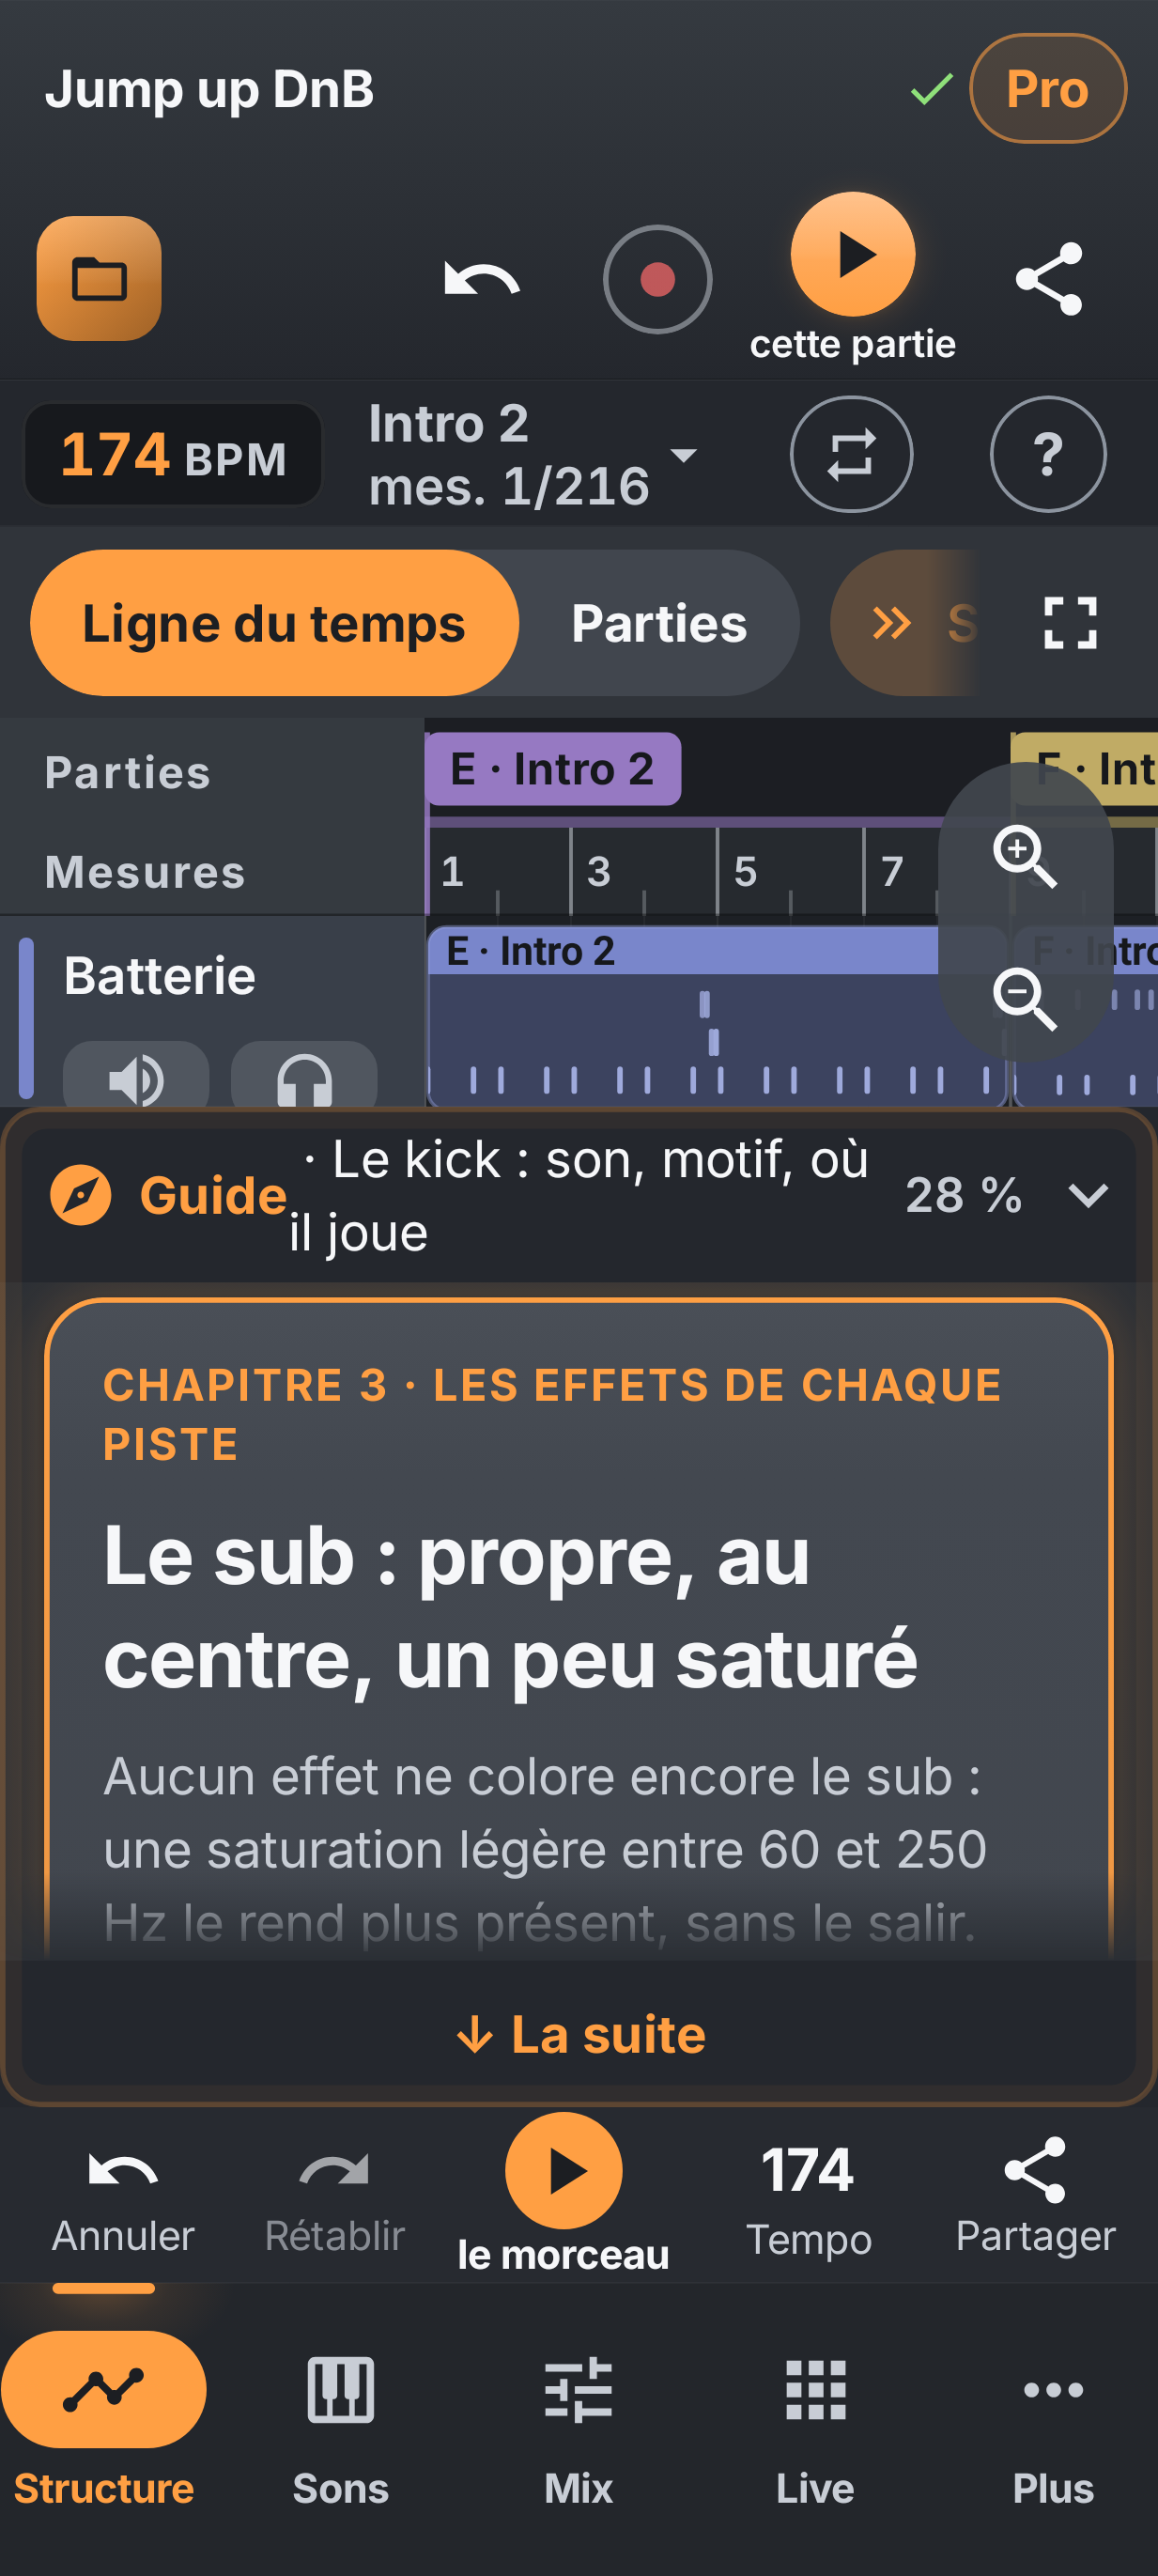 Jump up DnB
Pro
cette partie
174 BPM
Intro 2
mes. 1/216
?
Ligne du temps
Parties
S
Parties
E · Intro 2
F · Int
Mesures
1
3
5
7
Batterie
E · Intro 2
F · Intro
Guide
· Le kick : son, motif, où
il joue
28 %
CHAPITRE 3 · LES EFFETS DE CHAQUE
PISTE
Le sub : propre, au
centre, un peu saturé
Aucun effet ne colore encore le sub :
une saturation légère entre 60 et 250
Hz le rend plus présent, sans le salir.
↓ La suite
Annuler
Rétablir
le morceau
174
Tempo
Partager
Structure
Sons
Mix
Live
Plus